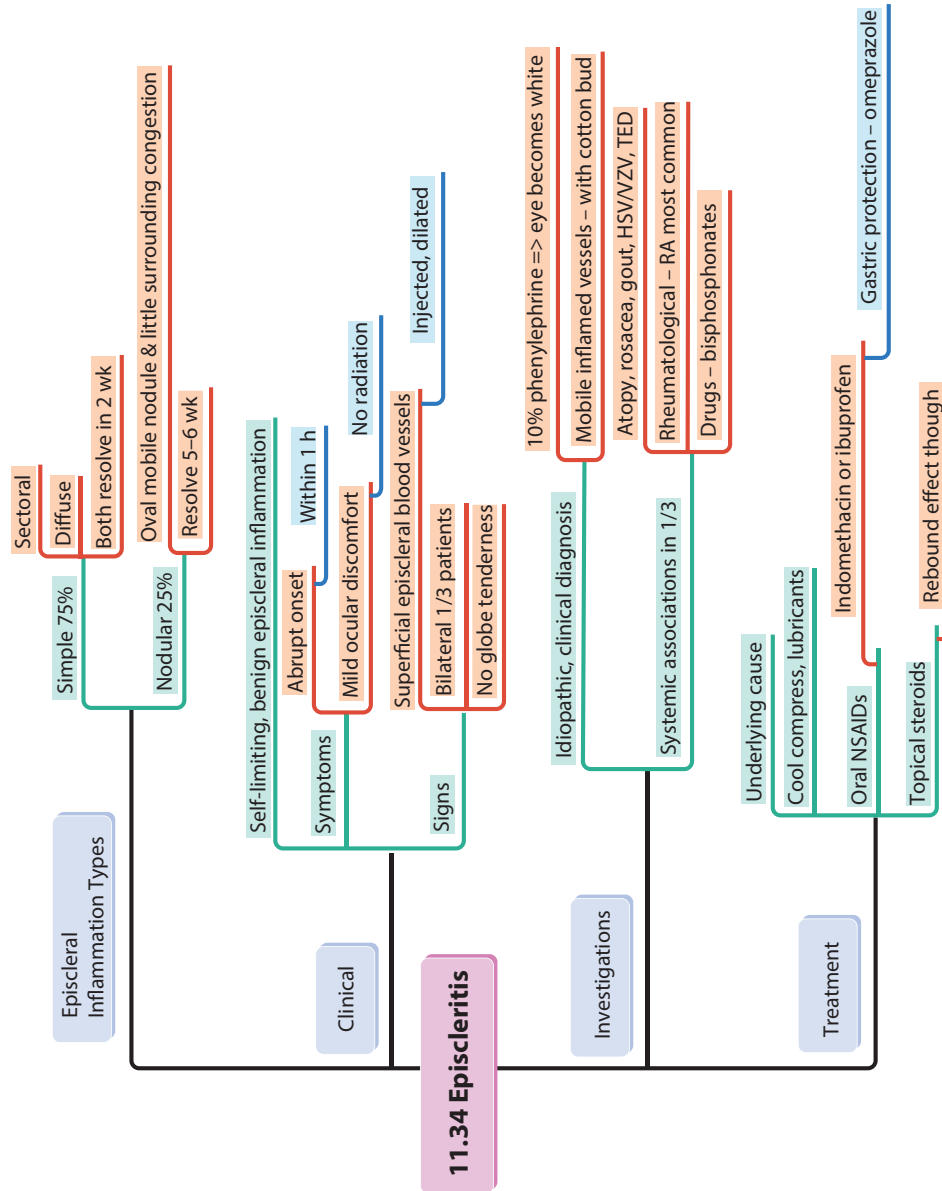 11.34 Episcleritis
Episcleral
Inflammation Types
Simple 75%
Sectoral
Diffuse
Both resolve in 2 wk
Nodular 25%
Oval mobile nodule & little surrounding congestion
Resolve 5–6 wk
Clinical
Self-limiting, benign episcleral inflammation
Symptoms
Abrupt onset
Within 1 h
Mild ocular discomfort
No radiation
Signs
Superficial episcleral blood vessels
Injected, dilated
Bilateral 1/3 patients
No globe tenderness
Investigations
Idiopathic, clinical diagnosis
10% phenylephrine => eye becomes white
Mobile inflamed vessels – with cotton bud
Systemic associations in 1/3
Atopy, rosacea, gout, HSV/VZV, TED
Rheumatological – RA most common
Drugs – bisphosphonates
Treatment
Underlying cause
Cool compress, lubricants
Oral NSAIDs
Indomethacin or ibuprofen
Gastric protection – omeprazole
Topical steroids
Rebound effect though